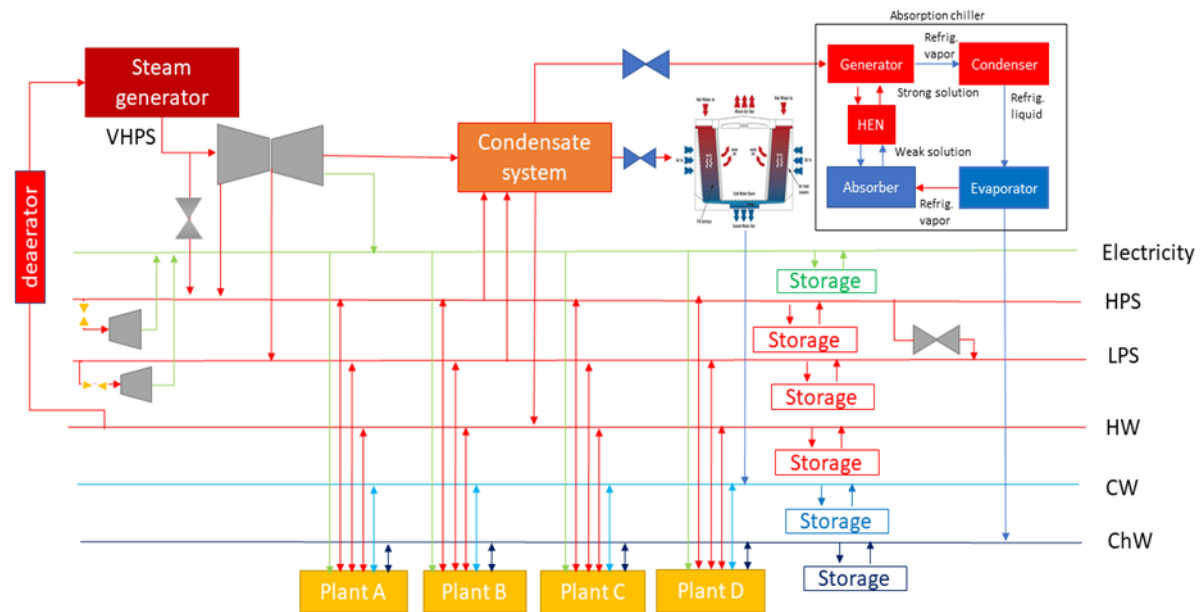 Absorption chiller
Steam
generator
Generator
Refrig.
vapor
Condenser
Strong solution
Refrig.
liquid
HEN
VHPS
Condensate
system
Weak solution
Absorber
Evaporator
Refrig.
vapor
deaerator
Electricity
Storage
HPS
Storage
LPS
Storage
HW
Storage
CW
Storage
ChW
Storage
Plant A
Plant B
Plant C
Plant D